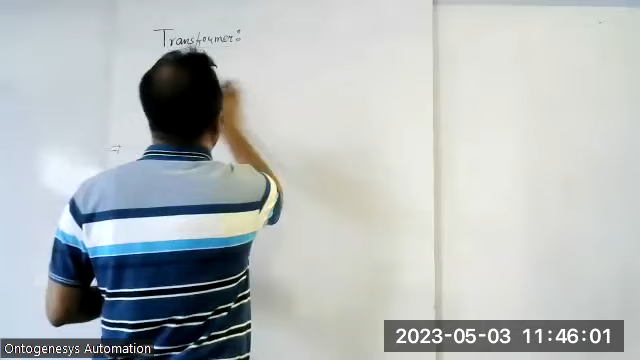 Transformer:
⇒
Ontogenesys Automation
2023-05-03 11:46:01